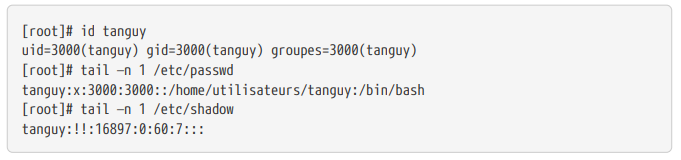 [root]# id tanguy
uid=3000(tanguy) gid=3000(tanguy) groupes=3000(tanguy)
[root]# tail –n 1 /etc/passwd
tanguy:x:3000:3000::/home/utilisateurs/tanguy:/bin/bash
[root]# tail –n 1 /etc/shadow
tanguy:!!:16897:0:60:7:::